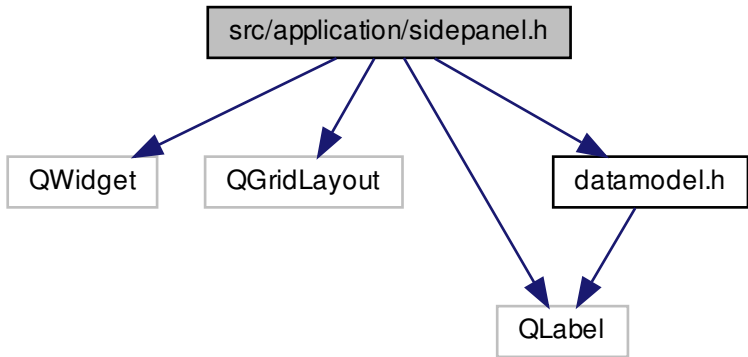 src/application/sidepanel.h
QWidget
QGridLayout
datamodel.h
QLabel